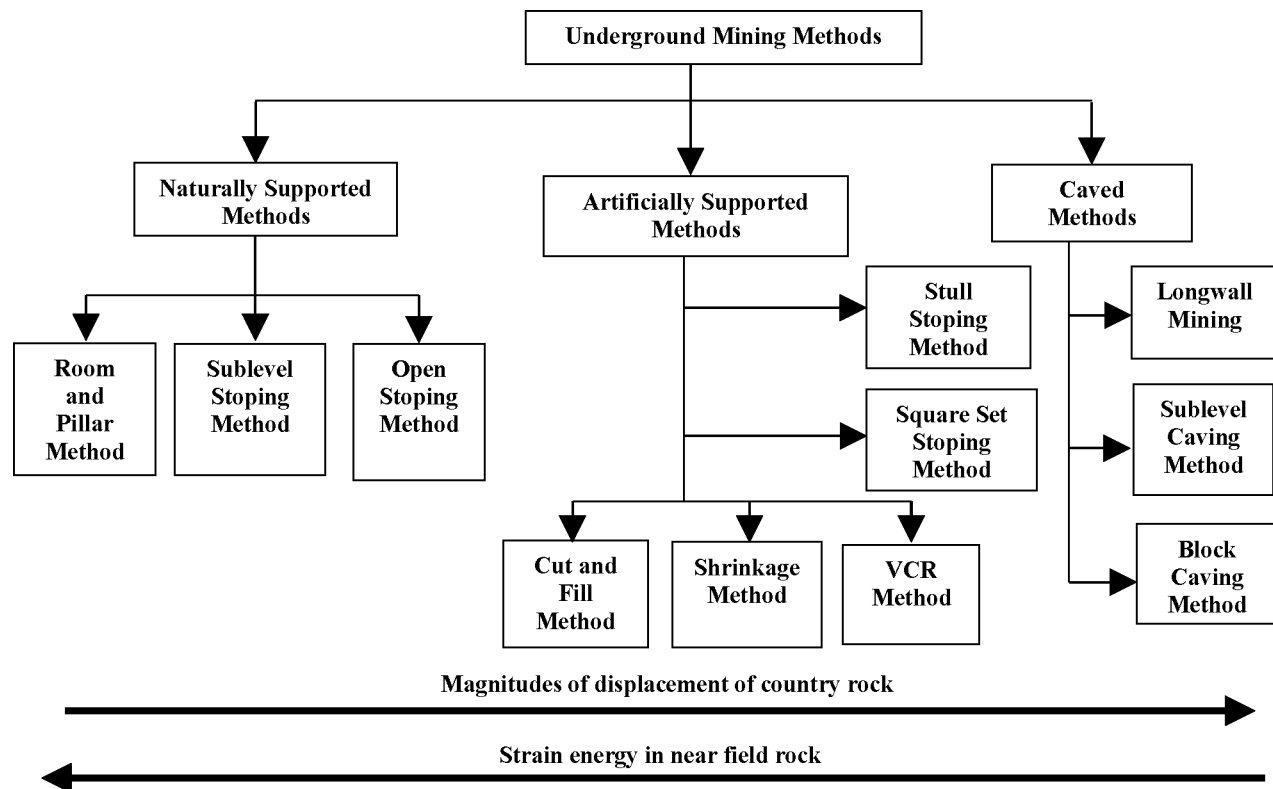 Underground Mining Methods
Naturally Supported
Methods
Artificially Supported
Methods
Caved
Methods
Room
and
Pillar
Method
Sublevel
Stoping
Method
Open
Stoping
Method
Stull
Stoping
Method
Square Set
Stoping
Method
Cut and
Fill
Method
Shrinkage
Method
VCR
Method
Longwall
Mining
Sublevel
Caving
Method
Block
Caving
Method
Magnitudes of displacement of country rock
Strain energy in near field rock